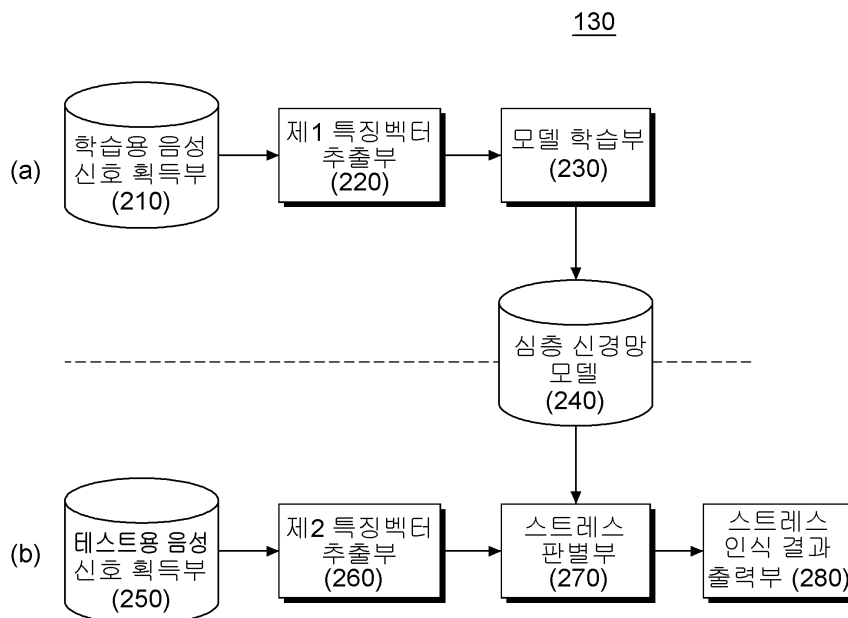 130
(a)
학습용 음성
신호 획득부
(210)
제1 특징벡터
추출부
(220)
모델 학습부
(230)
심층 신경망
모델
(240)
(b)
테스트용 음성
신호 획득부
(250)
제2 특징벡터
추출부
(260)
스트레스
판별부
(270)
스트레스
인식 결과
출력부 (280)